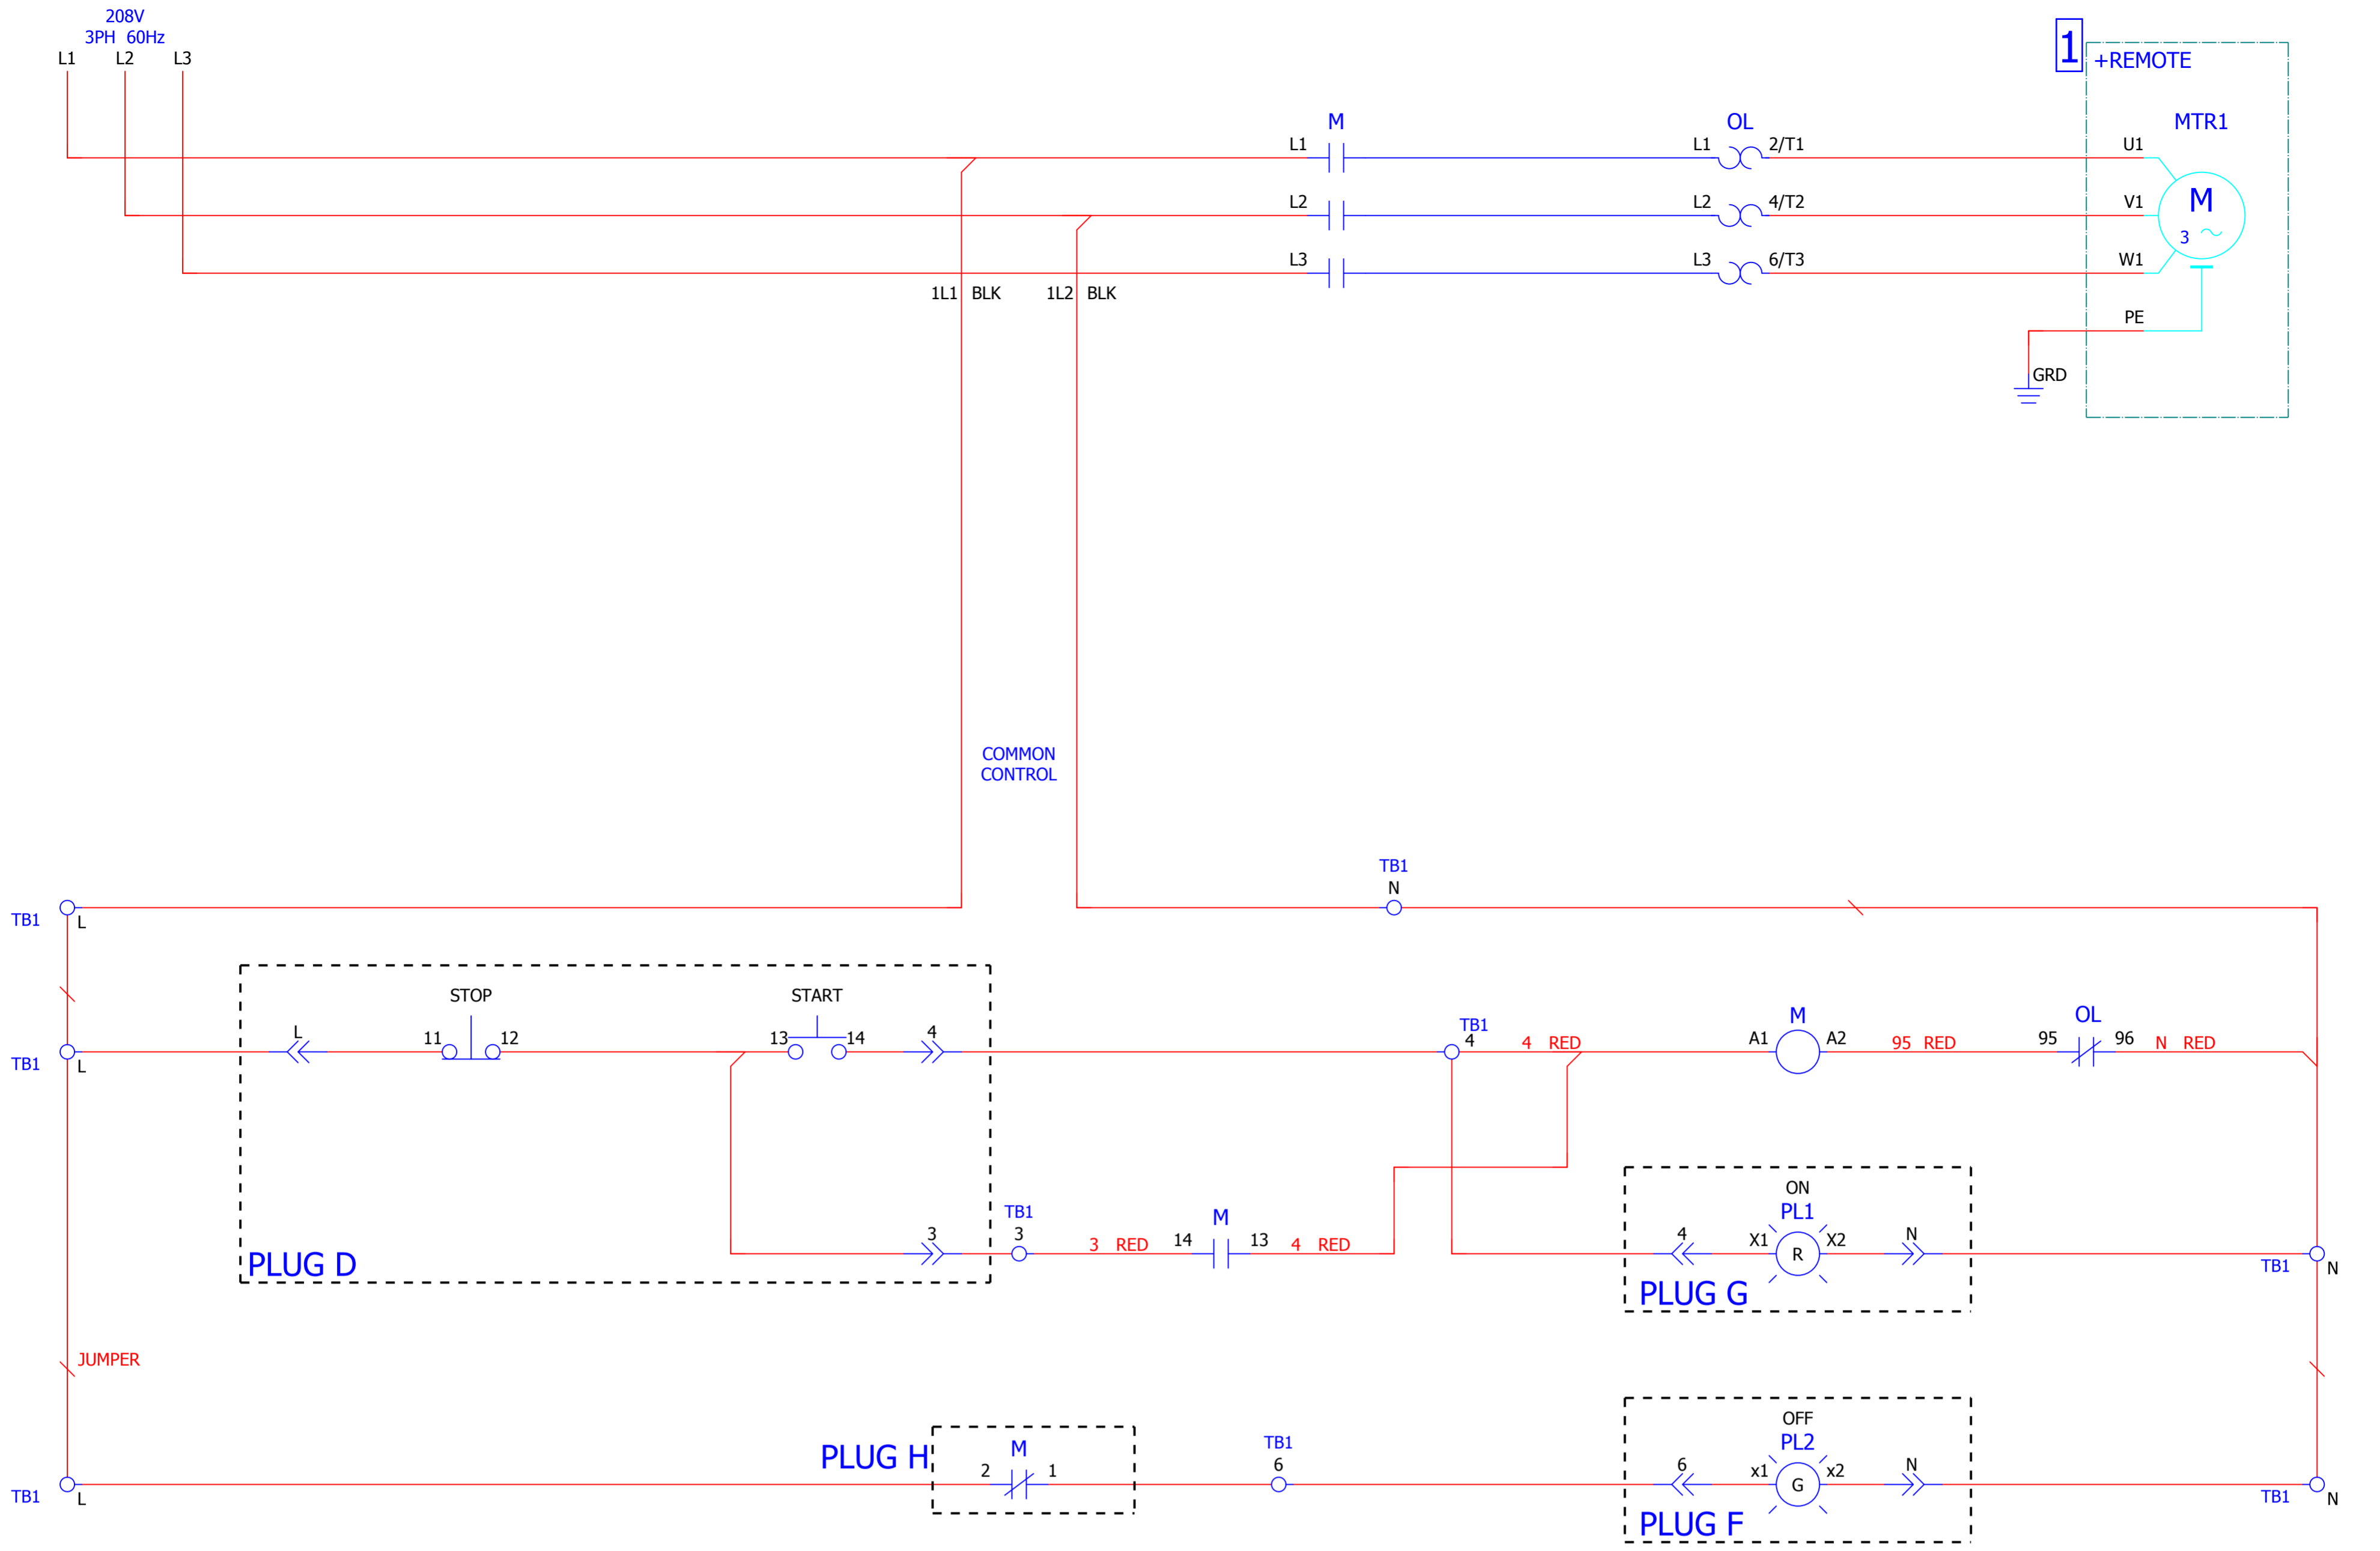 208V
3PH 60Hz
L1 L2 L3
1
+REMOTE
M OL MTR1
L1 L1 2/T1 U1
L2 L2 4/T2 V1
M
3
L3 L3 6/T3 W1
1L1 BLK 1L2 BLK
PE
GRD
COMMON
CONTROL
TB1
N
TB1 L
STOP START
L 11 12 13 14 4
TB1
4
4 RED
M
A1 A2
95 RED
OL
95 96
N RED
TB1 L
ON
PL1
TB1
3 3
3 RED
M
14 13
4 RED
4 X1 R X2 N
TB1 N
PLUG D
PLUG G
JUMPER
OFF
PL2
PLUG H
M
2 1
TB1
6
6 x1 G x2 N
TB1 L
TB1 N
PLUG F